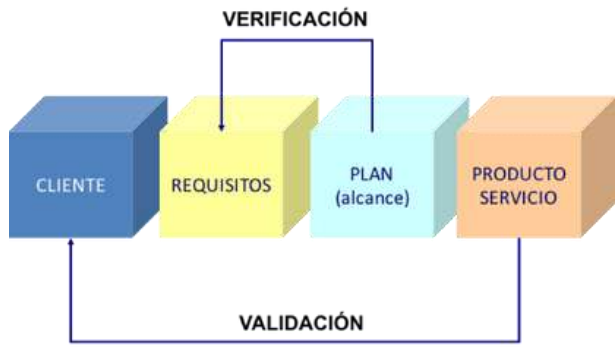 VERIFICACIÓN
CLIENTE
REQUISITOS
PLAN
(alcance)
PRODUCTO
SERVICIO
VALIDACIÓN